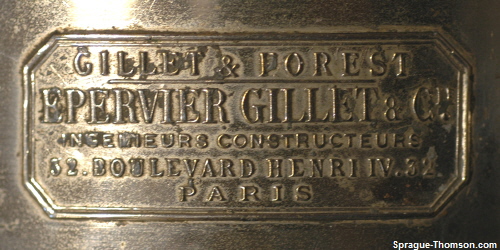 GILLET & FOREST
EPERVIER GILLET & Cie
INGENIEURS CONSTRUCTEURS
32. BOULEVARD HENRI IV. 32.
PARIS
Sprague-Thomson.com